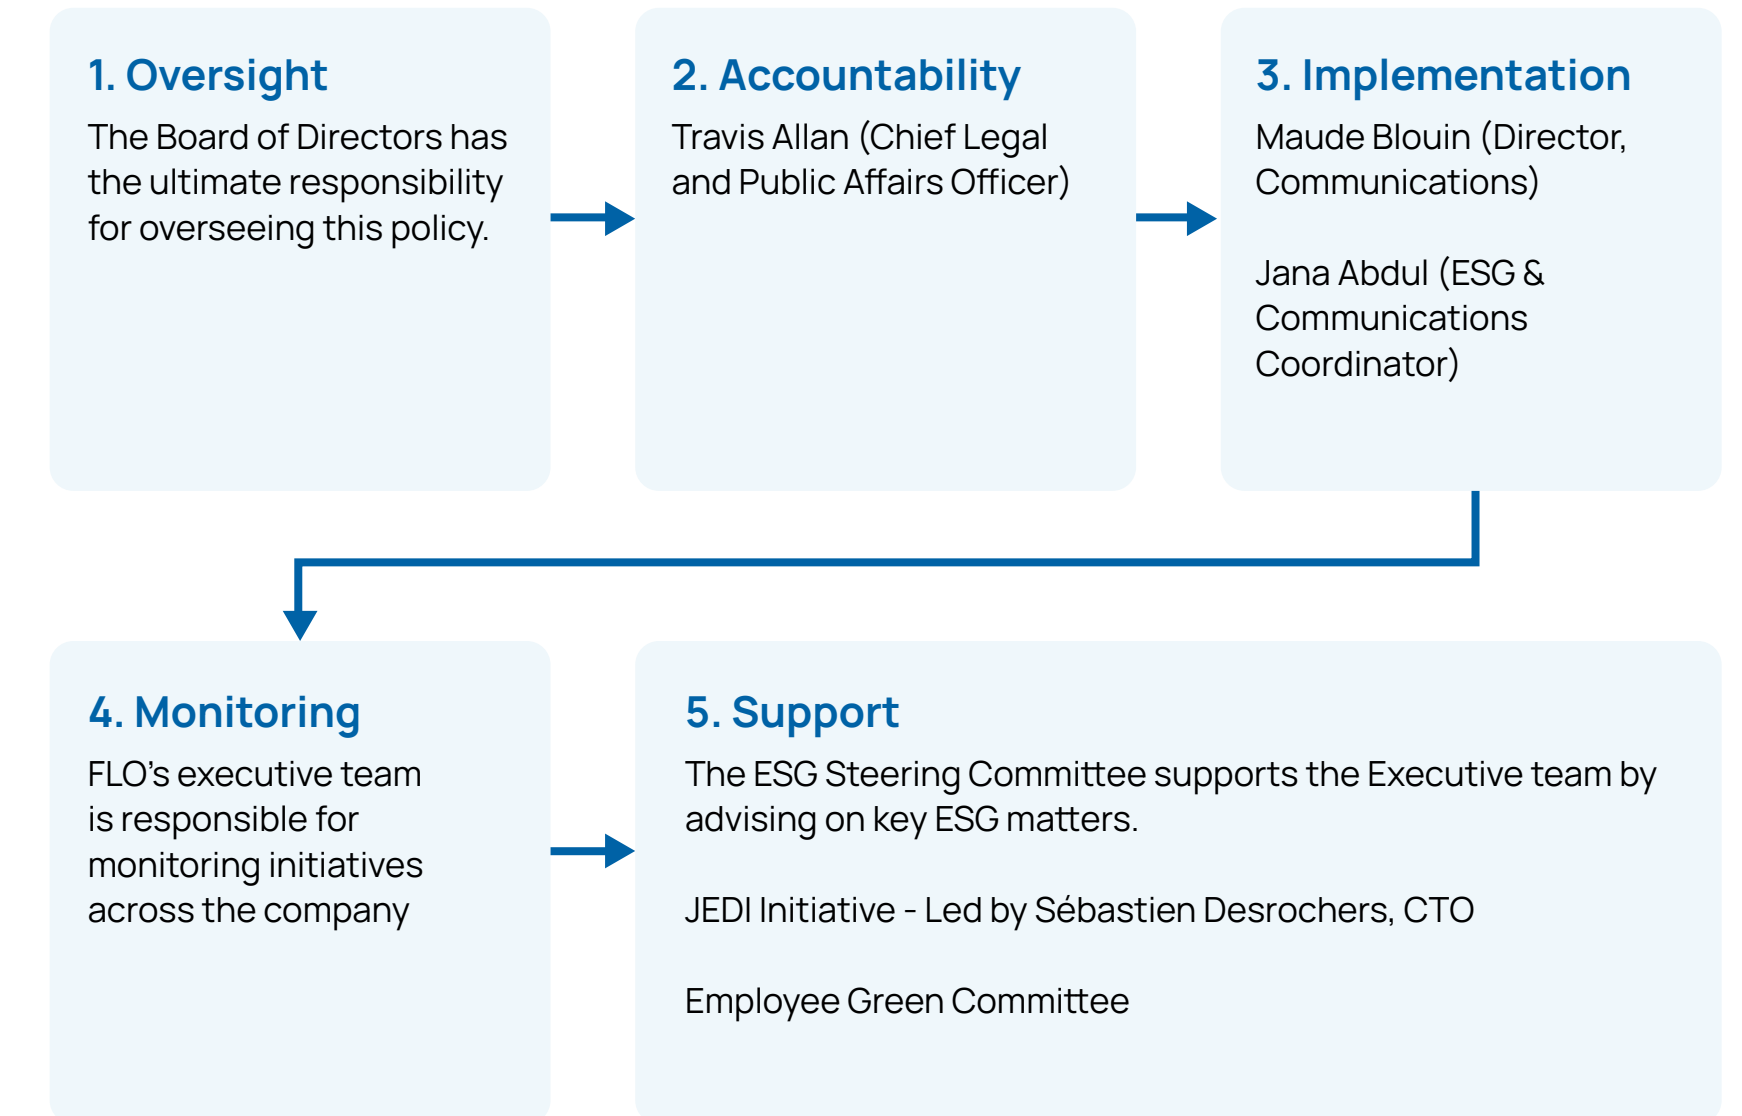 1. Oversight
The Board of Directors has
the ultimate responsibility
for overseeing this policy.
2. Accountability
Travis Allan (Chief Legal
and Public Affairs Officer)
3. Implementation
Maude Blouin (Director,
Communications)
Jana Abdul (ESG &
Communications
Coordinator)
4. Monitoring
FLO’s executive team
is responsible for
monitoring initiatives
across the company
5. Support
The ESG Steering Committee supports the Executive team by
advising on key ESG matters.
JEDI Initiative - Led by Sébastien Desrochers, CTO
Employee Green Committee